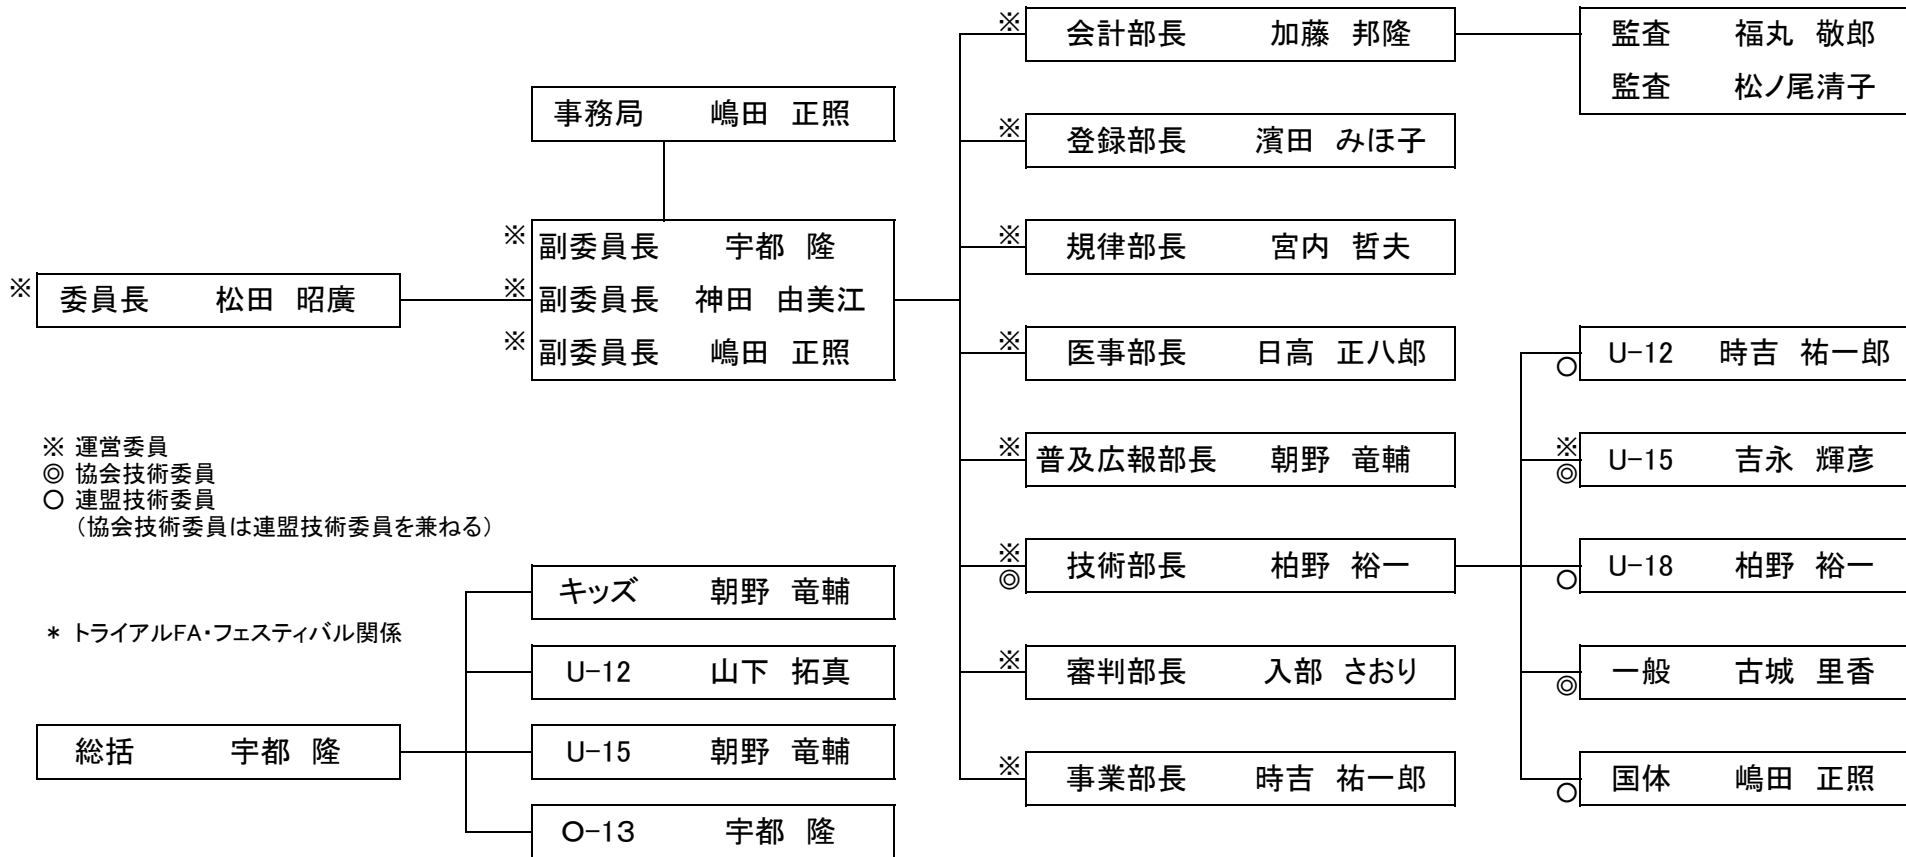 ※ 委員長 松田 昭廣
事務局 嶋田 正照
※ 副委員長 宇都 隆
※ 副委員長 神田 由美江
※ 副委員長 嶋田 正照
※ 会計部長 加藤 邦隆
監査 福丸 敬郎
監査 松ノ尾清子
※ 登録部長 濱田 みほ子
※ 規律部長 宮内 哲夫
※ 医事部長 日高 正八郎
※ 普及広報部長 朝野 竜輔
※◎ 技術部長 柏野 裕一
○ U-12 時吉 祐一郎
※◎ U-15 吉永 輝彦
○ U-18 柏野 裕一
◎ 一般 古城 里香
○ 国体 嶋田 正照
※ 審判部長 入部 さおり
※ 事業部長 時吉 祐一郎
※ 運営委員
◎ 協会技術委員
○ 連盟技術委員
（協会技術委員は連盟技術委員を兼ねる）
* トライアルFA・フェスティバル関係
総括 宇都 隆
キッズ 朝野 竜輔
U-12 山下 拓真
U-15 朝野 竜輔
O-13 宇都 隆